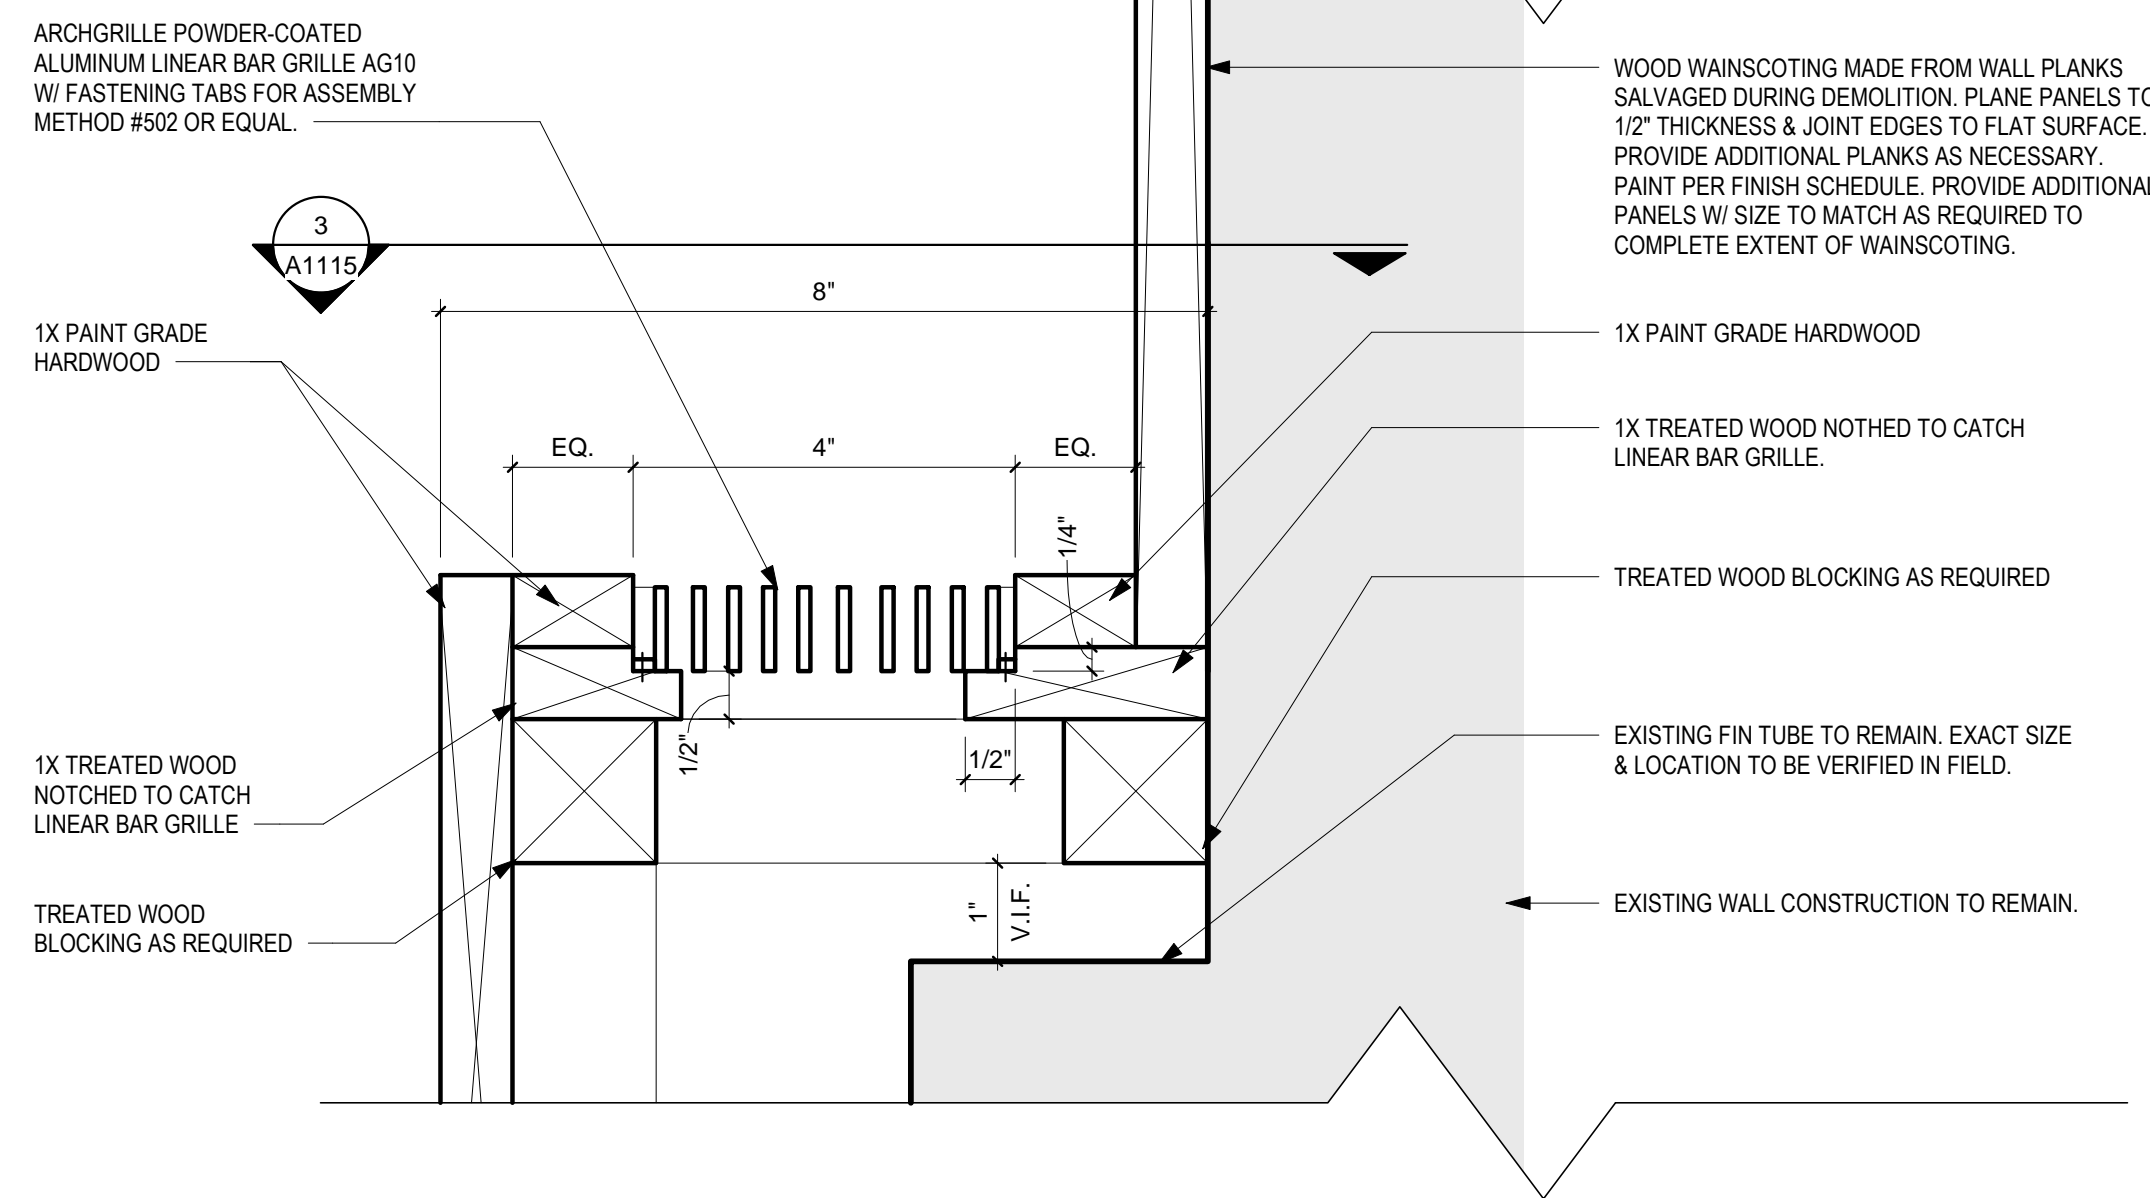 ARCHGRILLE POWDER-COATED
ALUMINUM LINEAR BAR GRILLE AG10
W/ FASTENING TABS FOR ASSEMBLY
METHOD #502 OR EQUAL.
WOOD WAINSCOTING MADE FROM WALL PLANKS
SALVAGED DURING DEMOLITION. PLANE PANELS TO
1/2" THICKNESS & JOINT EDGES TO FLAT SURFACE.
PROVIDE ADDITIONAL PLANKS AS NECESSARY.
PAINT PER FINISH SCHEDULE. PROVIDE ADDITIONAL
PANELS W/ SIZE TO MATCH AS REQUIRED TO
COMPLETE EXTENT OF WAINSCOTING.
3
A1115
8"
1X PAINT GRADE
HARDWOOD
1X PAINT GRADE HARDWOOD
EQ.
4"
EQ.
1X TREATED WOOD NOTHED TO CATCH
LINEAR BAR GRILLE.
1/4"
TREATED WOOD BLOCKING AS REQUIRED
1/2"
1/2"
EXISTING FIN TUBE TO REMAIN. EXACT SIZE
& LOCATION TO BE VERIFIED IN FIELD.
1X TREATED WOOD
NOTCHED TO CATCH
LINEAR BAR GRILLE
1"
V.I.F.
EXISTING WALL CONSTRUCTION TO REMAIN.
TREATED WOOD
BLOCKING AS REQUIRED